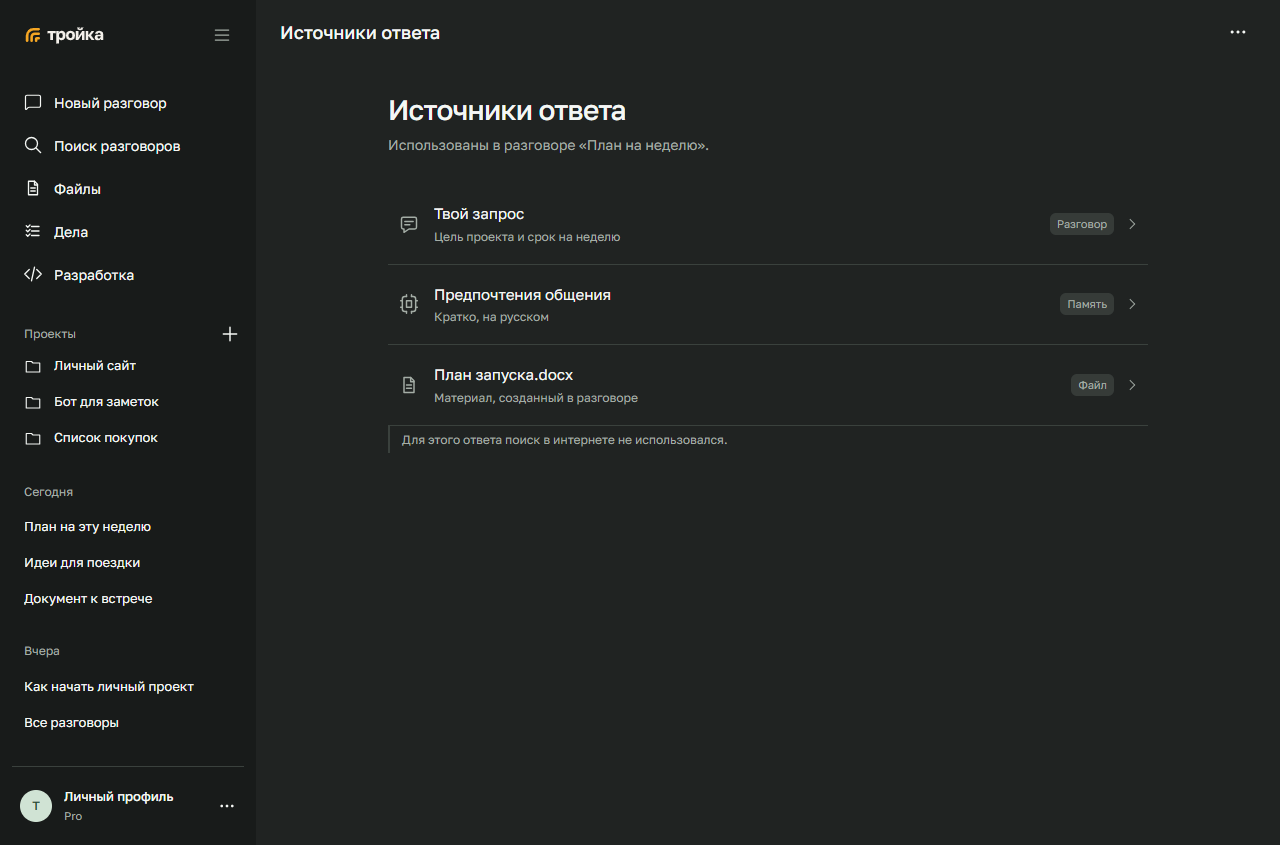 тройка
Новый разговор
Поиск разговоров
Файлы
Дела
Разработка
Проекты
Личный сайт
Бот для заметок
Список покупок
Сегодня
План на эту неделю
Идеи для поездки
Документ к встрече
Вчера
Как начать личный проект
Все разговоры
Т
Личный профиль
Pro
Источники ответа
Источники ответа
Использованы в разговоре «План на неделю».
Твой запрос
Цель проекта и срок на неделю
Разговор
Предпочтения общения
Кратко, на русском
Память
План запуска.docx
Материал, созданный в разговоре
Файл
Для этого ответа поиск в интернете не использовался.